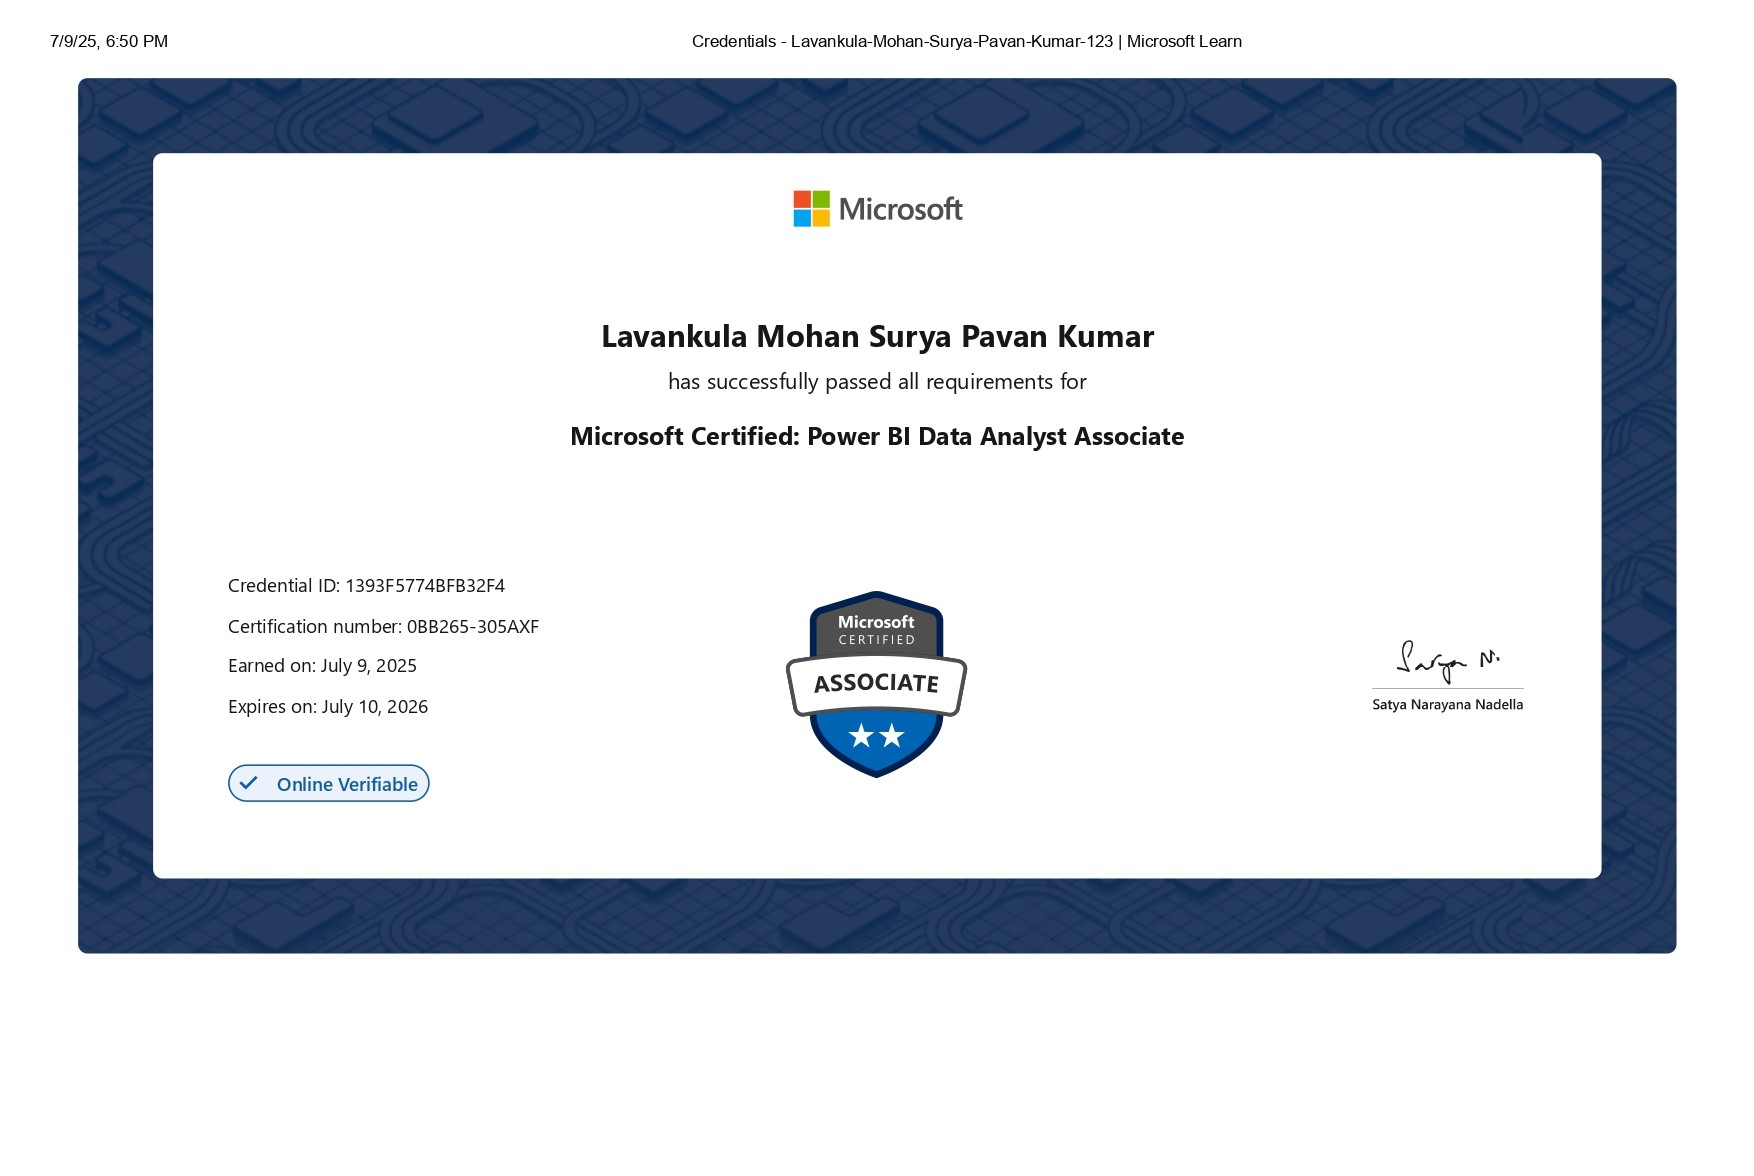 7/9/25, 6:50 PM
Credentials - Lavankula-Mohan-Surya-Pavan-Kumar-123 | Microsoft Learn
Microsoft
Lavankula Mohan Surya Pavan Kumar
has successfully passed all requirements for
Microsoft Certified: Power BI Data Analyst Associate
Credential ID: 1393F5774BFB32F4
Certification number: 0BB265-305AXF
Earned on: July 9, 2025
Expires on: July 10, 2026
Online Verifiable
Microsoft
CERTIFIED
ASSOCIATE
Satya N.
Satya Narayana Nadella